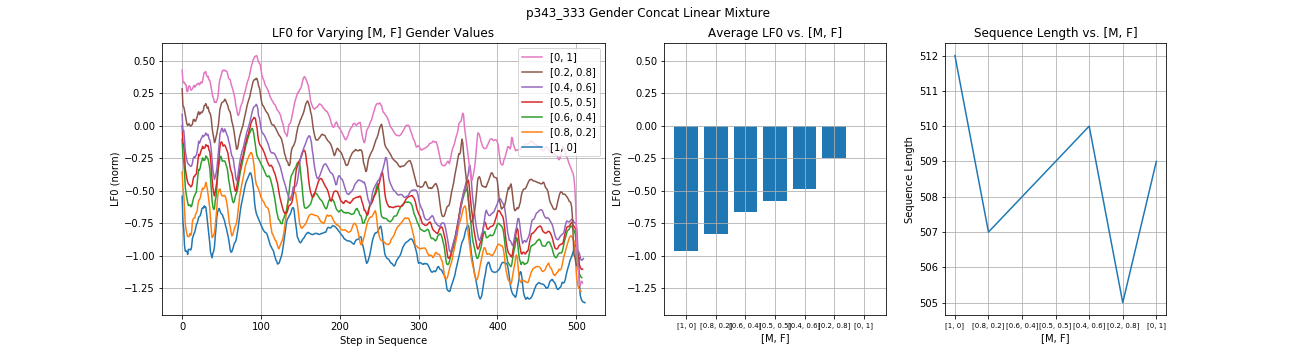 p343_333 Gender Concat Linear Mixture
LF0 for Varying [M, F] Gender Values
LF0 (norm)
0.50
0.25
0.00
−0.25
−0.50
−0.75
−1.00
−1.25
[0, 1]
[0.2, 0.8]
[0.4, 0.6]
[0.5, 0.5]
[0.6, 0.4]
[0.8, 0.2]
[1, 0]
0 100 200 300 400 500
Step in Sequence
Average LF0 vs. [M, F]
LF0 (norm)
0.50
0.25
0.00
−0.25
−0.50
−0.75
−1.00
−1.25
[1, 0] [0.8, 0.2] [0.6, 0.4] [0.5, 0.5] [0.4, 0.6] [0.2, 0.8] [0, 1]
[M, F]
Sequence Length vs. [M, F]
Sequence Length
512
511
510
509
508
507
506
505
[1, 0] [0.8, 0.2] [0.6, 0.4] [0.5, 0.5] [0.4, 0.6] [0.2, 0.8] [0, 1]
[M, F]